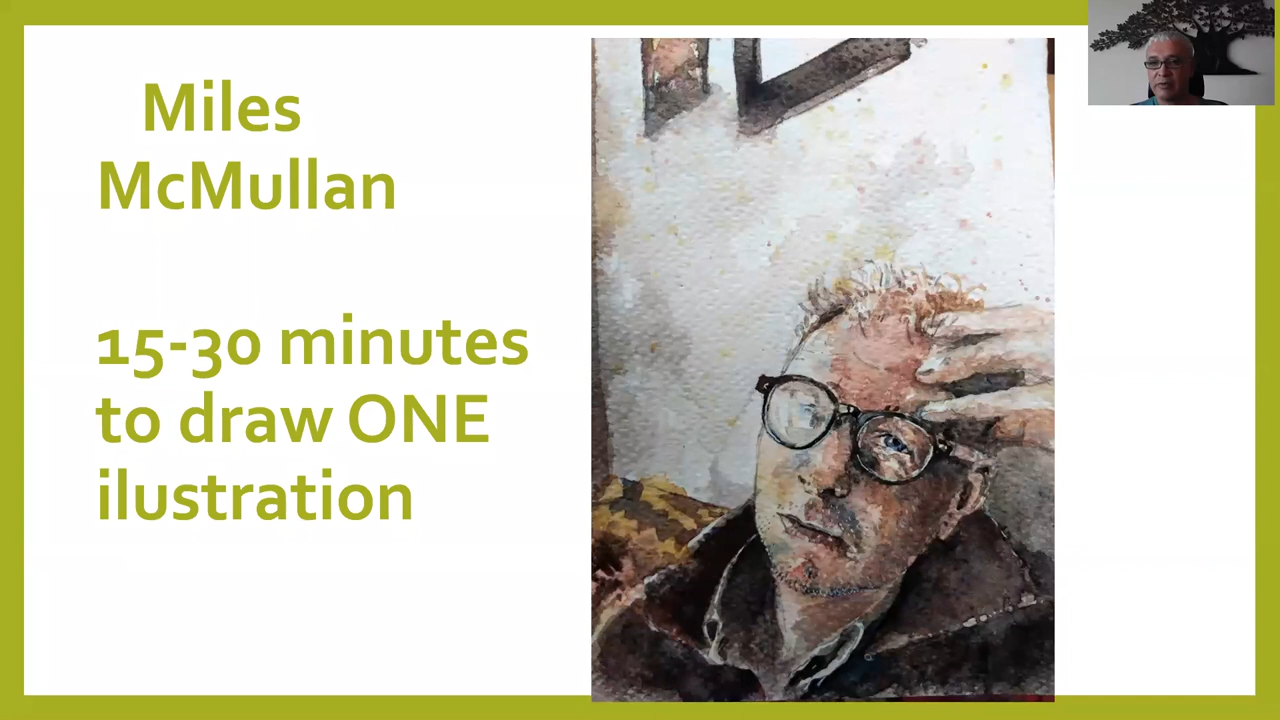 Miles
McMullan
15-30 minutes
to draw ONE
ilustration